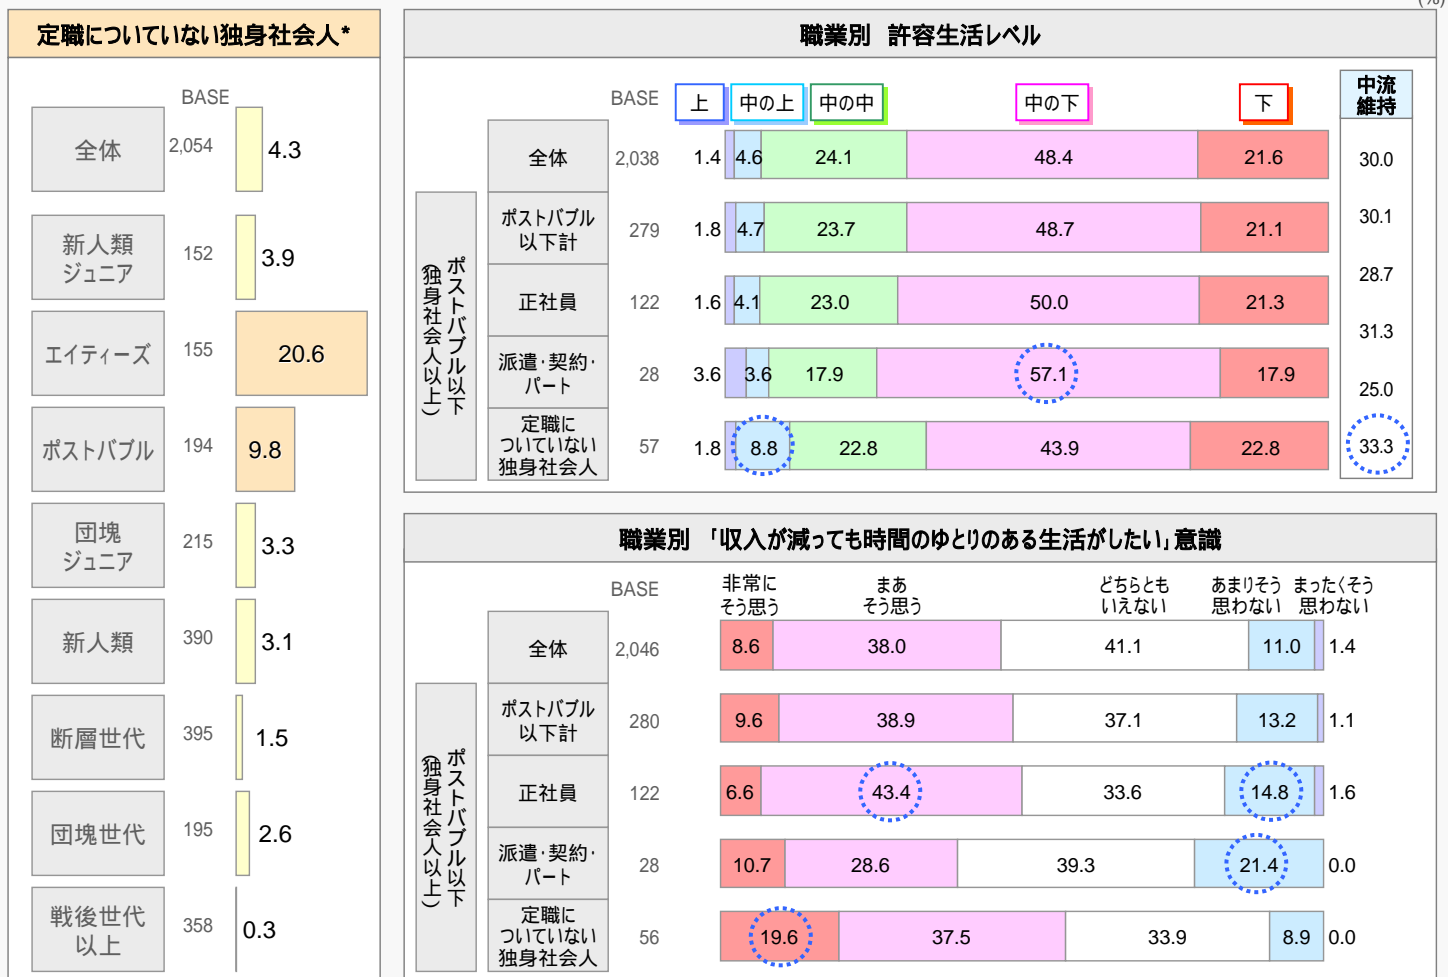 (%)
定職についていない独身社会人*
BASE
全体 2,054 4.3
新人類
ジュニア 152 3.9
エイティーズ 155 20.6
ポストバブル 194 9.8
団塊
ジュニア 215 3.3
新人類 390 3.1
断層世代 395 1.5
団塊世代 195 2.6
戦後世代
以上 358 0.3
職業別 許容生活レベル
BASE 上 中の上 中の中 中の下 下 中流
維持
全体 2,038 1.4 4.6 24.1 48.4 21.6 30.0
ポストバブル以下
(独身社会人以上)
ポストバブル
以下計 279 1.8 4.7 23.7 48.7 21.1 30.1
正社員 122 1.6 4.1 23.0 50.0 21.3 28.7
31.3
派遣・契約・
パート 28 3.6 3.6 17.9 57.1 17.9 25.0
定職に
ついていない
独身社会人 57 1.8 8.8 22.8 43.9 22.8 33.3
職業別 「収入が減っても時間のゆとりのある生活がしたい」意識
BASE
非常に
そう思う
まあ
そう思う
どちらとも
いえない
あまりそう
思わない
まったくそう
思わない
全体 2,046 8.6 38.0 41.1 11.0 1.4
ポストバブル以下
(独身社会人以上)
ポストバブル
以下計 280 9.6 38.9 37.1 13.2 1.1
正社員 122 6.6 43.4 33.6 14.8 1.6
派遣・契約・
パート 28 10.7 28.6 39.3 21.4 0.0
定職に
ついていない
独身社会人 56 19.6 37.5 33.9 8.9 0.0